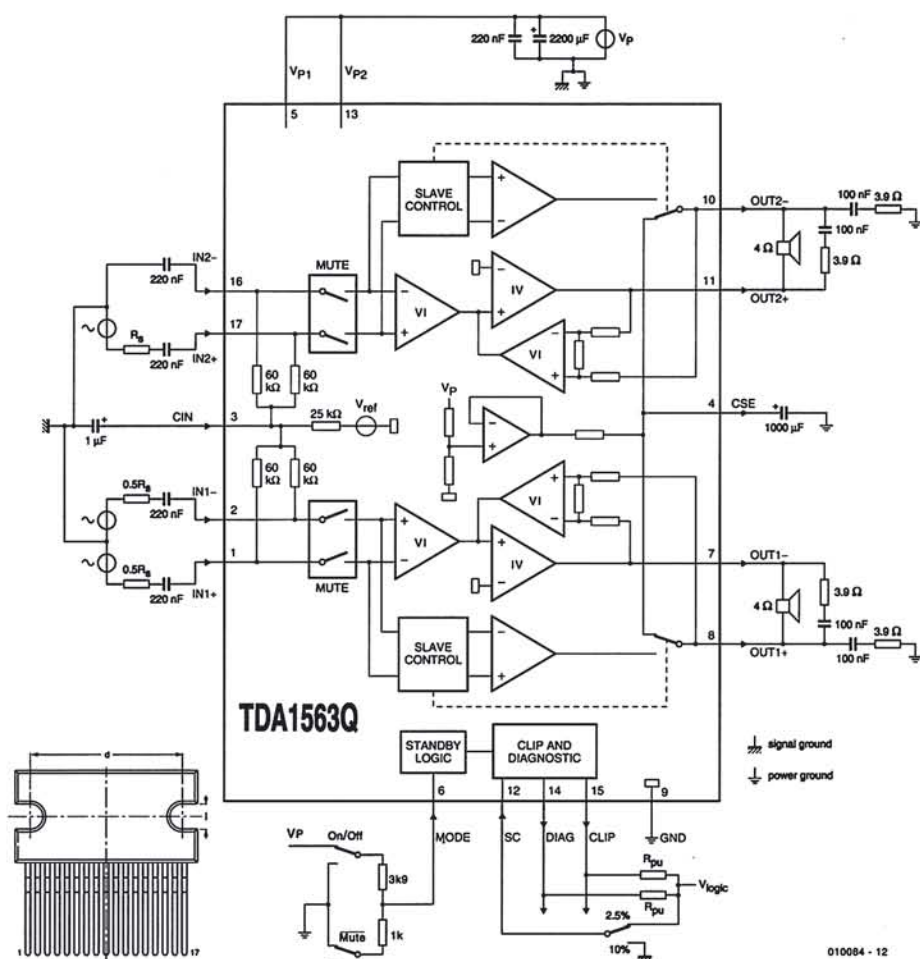 220 nF
+
2200 µF
VP
VP1
VP2
5
13
SLAVE CONTROL
+
−
10
OUT2−
100 nF
3.9 Ω
100 nF
4 Ω
3.9 Ω
IN2−
220 nF
16
MUTE
−
VI
+
−
IV
+
11
OUT2+
~
Rs
220 nF
IN2+
17
−
VI
+
60 kΩ
60 kΩ
Vref
VP
4
CSE
+
1000 µF
+
1 µF
CIN
3
25 kΩ
−
+
60 kΩ
60 kΩ
+
VI
−
0.5Rs
220 nF
IN1−
2
~
+
VI
−
+
IV
−
7
OUT1−
~
1
0.5Rs
220 nF
IN1+
MUTE
4 Ω
3.9 Ω
100 nF
3.9 Ω
SLAVE CONTROL
−
+
8
OUT1+
100 nF
TDA1563Q
STANDBY LOGIC
CLIP AND DIAGNOSTIC
signal ground
power ground
d
6
12
14
15
9
VP
On/Off
MODE
SC
DIAG
CLIP
GND
3k9
Rpu
Vlogic
Rpu
2.5%
Mute
1k
10%
1
17
010084 - 12